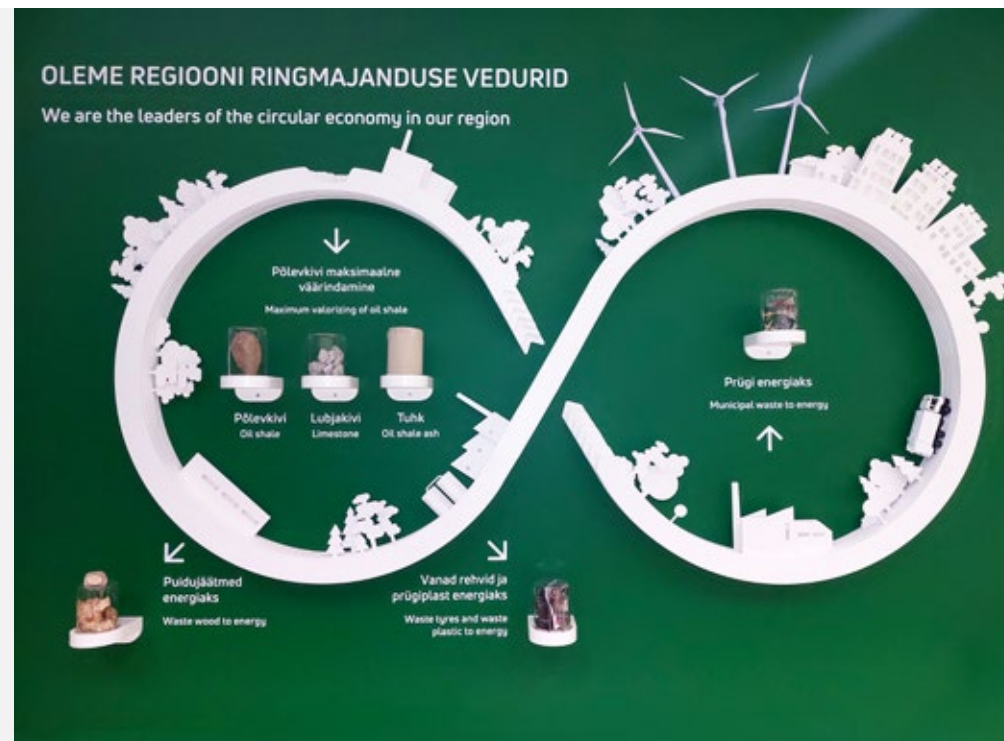 OLEME REGIOONI RINGMAJANDUSE VEDURID
We are the leaders of the circular economy in our region
Põlevkivi maksimaalne
väärindamine
Maximum valorizing of oil shale
Põlevkivi
Oil shale
Lubjakivi
Limestone
Tuhk
Oil shale ash
Prügi energiaks
Municipal waste to energy
Puidujäätmed
energiaks
Waste wood to energy
Vanad rehvid ja
prügiplast energiaks
Waste tyres and waste
plastic to energy